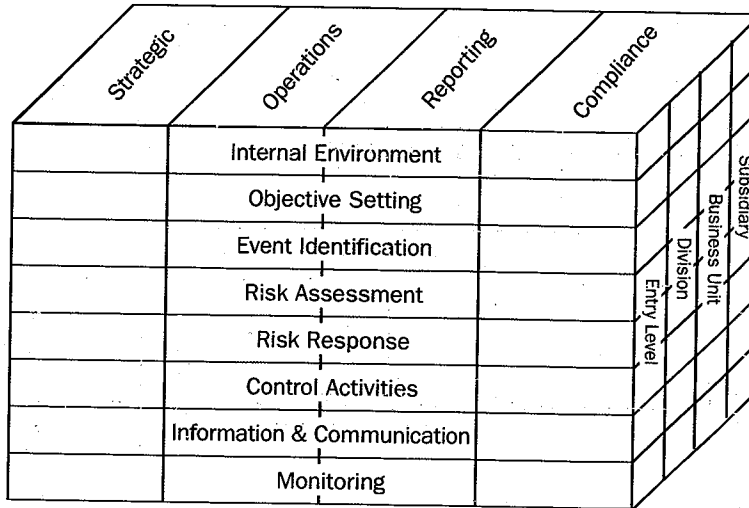 Strategic
Operations
Reporting
Compliance
Internal Environment
Objective Setting
Event Identification
Risk Assessment
Risk Response
Control Activities
Information & Communication
Monitoring
Entry Level
Division
Business Unit
Subsidiary